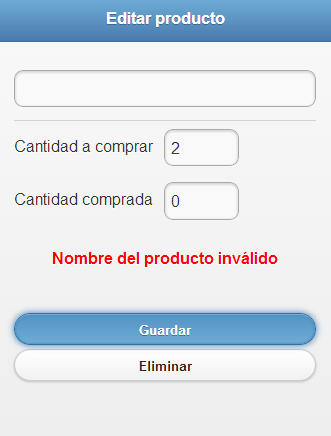 Editar producto
Cantidad a comprar 2
Cantidad comprada 0
Nombre del producto inválido
Guardar
Eliminar